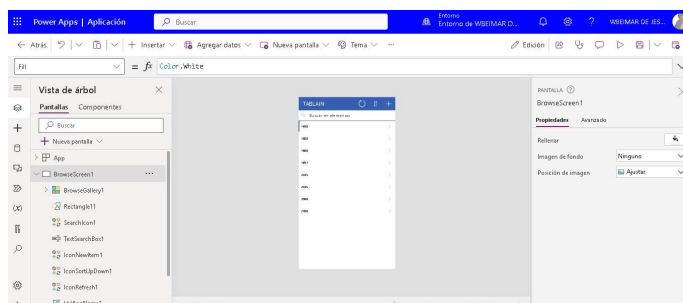 Power Apps | Aplicación
Buscar
Entorno
Entorno de WBEIMAR D...
WBEIMAR DE JES...
Atrás
Insertar
Agregar datos
Nueva pantalla
Tema
Edición
Fill
= fx Color.White
Vista de árbol
Pantallas Componentes
Buscar
Nueva pantalla
App
BrowseScreen1
BrowseGallery1
Rectangle11
SearchIcon1
TextSearchBox1
IconNewItem1
IconSortUpDown1
IconRefresh1
TABLAIN
Buscar en elementos
PANTALLA
BrowseScreen1
Propiedades Avanzado
Rellenar
Imagen de fondo Ninguno
Posición de imagen Ajustar